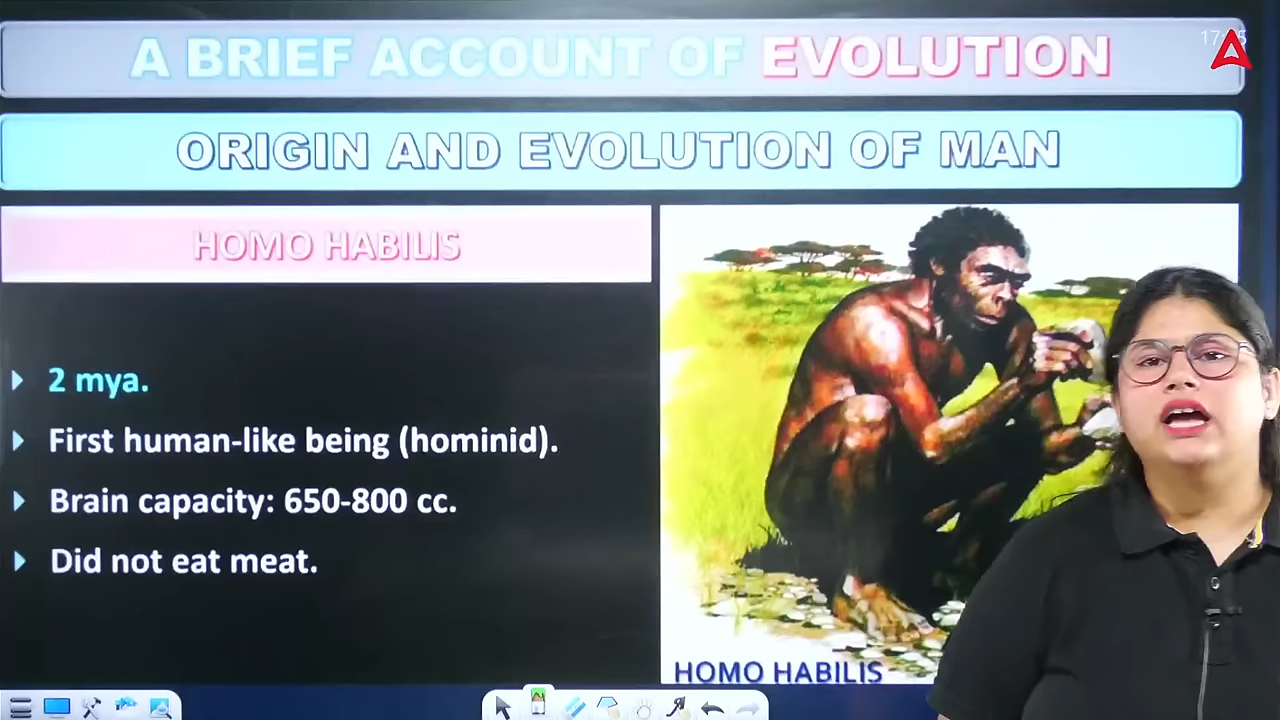 A BRIEF ACCOUNT OF EVOLUTION
ORIGIN AND EVOLUTION OF MAN
HOMO HABILIS
2 mya.
First human-like being (hominid).
Brain capacity: 650-800 cc.
Did not eat meat.
HOMO HABILIS